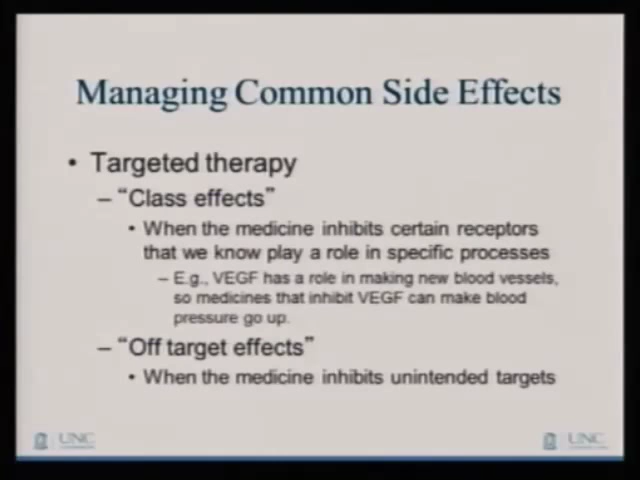 Managing Common Side Effects
• Targeted therapy
– “Class effects”
• When the medicine inhibits certain receptors
that we know play a role in specific processes
– E.g., VEGF has a role in making new blood vessels,
so medicines that inhibit VEGF can make blood
pressure go up.
– “Off target effects”
• When the medicine inhibits unintended targets
UNC
UNC